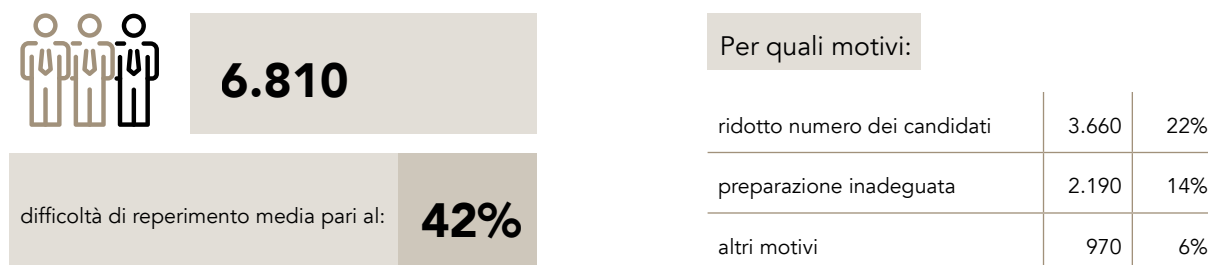 6.810
difficoltà di reperimento media pari al: 42%
Per quali motivi:
ridotto numero dei candidati 3.660 22%
preparazione inadeguata 2.190 14%
altri motivi 970 6%